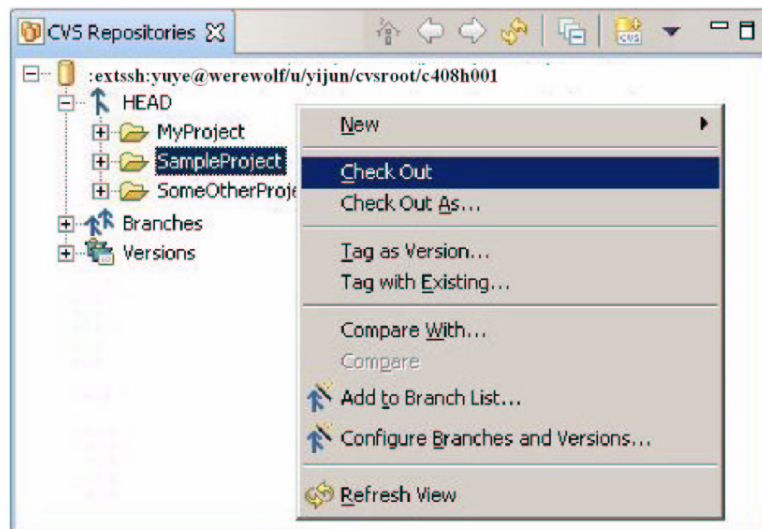 CVS Repositories
CVS
:extssh:yuye@werewolf/u/yijun/cvsroot/c408h001
HEAD
MyProject
SampleProject
SomeOtherProje
Branches
Versions
New
Check Out
Check Out As...
Tag as Version...
Tag with Existing...
Compare With...
Compare
Add to Branch List...
Configure Branches and Versions...
Refresh View